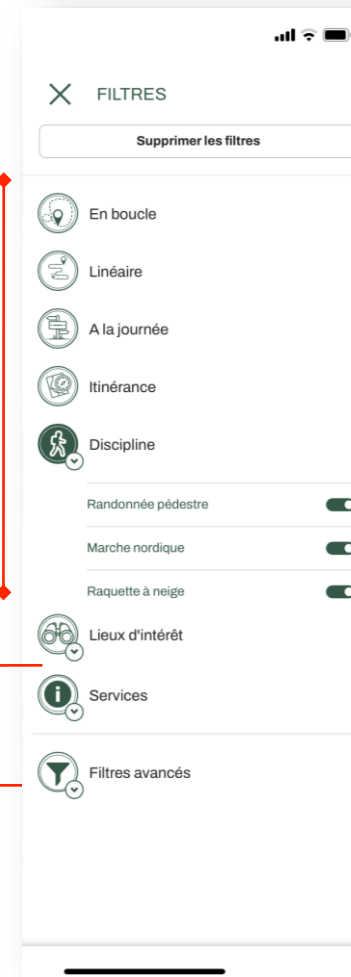 FILTRES
Supprimer les filtres
En boucle
Linéaire
A la journée
Itinérance
Discipline
Randonnée pédestre
Marche nordique
Raquette à neige
Lieux d'intérêt
Services
Filtres avancés